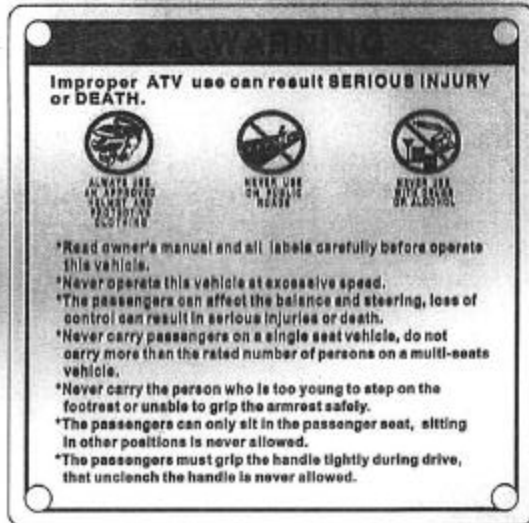 ⚠ WARNING
Improper ATV use can result SERIOUS INJURY
or DEATH.
ALWAYS USE
AN APPROVED
HELMET AND
PROTECTIVE
CLOTHING
NEVER USE
ON PUBLIC
ROADS
NEVER USE
WITH DRUGS
OR ALCOHOL
*Read owner's manual and all labels carefully before operate
this vehicle.
*Never operate this vehicle at excessive speed.
*The passengers can affect the balance and steering, loss of
control can result in serious injuries or death.
*Never carry passengers on a single seat vehicle, do not
carry more than the rated number of persons on a multi-seats
vehicle.
*Never carry the person who is too young to step on the
footrest or unable to grip the armrest safely.
*The passengers can only sit in the passenger seat, sitting
in other positions is never allowed.
*The passengers must grip the handle tightly during drive,
that unclench the handle is never allowed.